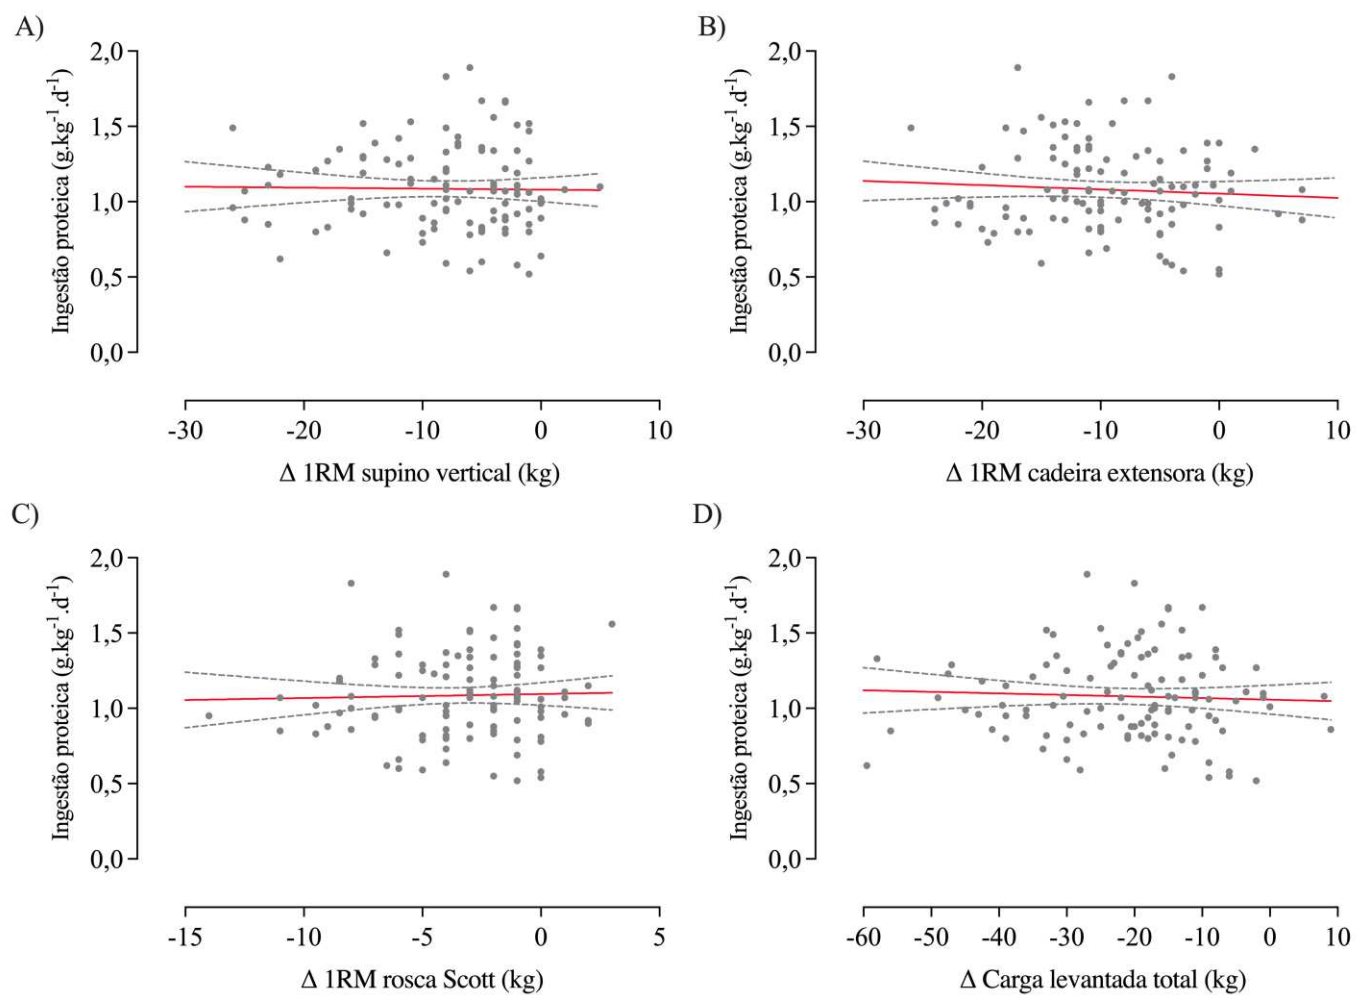 A)
2,0
1,5
1,0
0,5
0,0
Ingestão proteica (g.kg⁻¹.d⁻¹)
-30 -20 -10 0 10
Δ 1RM supino vertical (kg)
B)
2,0
1,5
1,0
0,5
0,0
Ingestão proteica (g.kg⁻¹.d⁻¹)
-30 -20 -10 0 10
Δ 1RM cadeira extensora (kg)
C)
2,0
1,5
1,0
0,5
0,0
Ingestão proteica (g.kg⁻¹.d⁻¹)
-15 -10 -5 0 5
Δ 1RM rosca Scott (kg)
D)
2,0
1,5
1,0
0,5
0,0
Ingestão proteica (g.kg⁻¹.d⁻¹)
-60 -50 -40 -30 -20 -10 0 10
Δ Carga levantada total (kg)